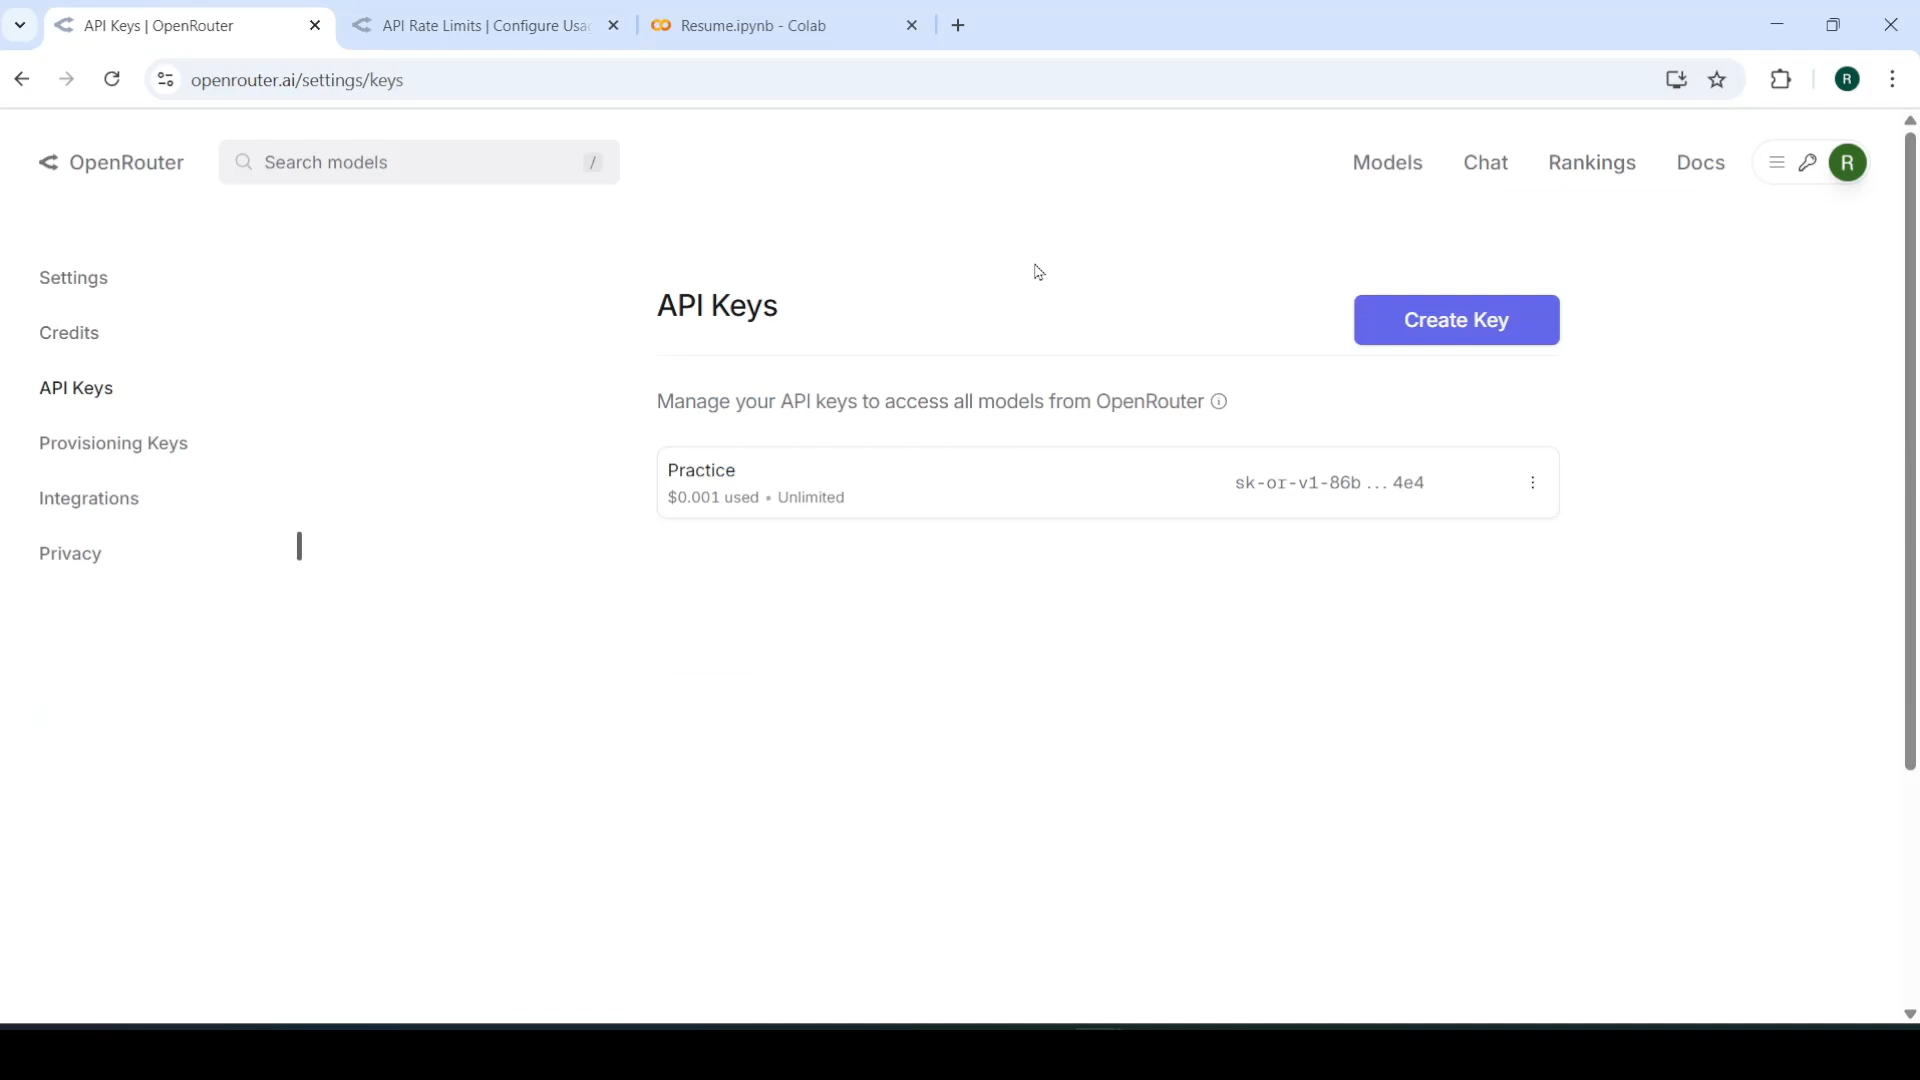 API Keys | OpenRouter
API Rate Limits | Configure Usa
Resume.ipynb - Colab
openrouter.ai/settings/keys
R
OpenRouter
Search models
/
Models
Chat
Rankings
Docs
R
Settings
Credits
API Keys
Provisioning Keys
Integrations
Privacy
API Keys
Create Key
Manage your API keys to access all models from OpenRouter
Practice
$0.001 used • Unlimited
sk-or-v1-86b...4e4